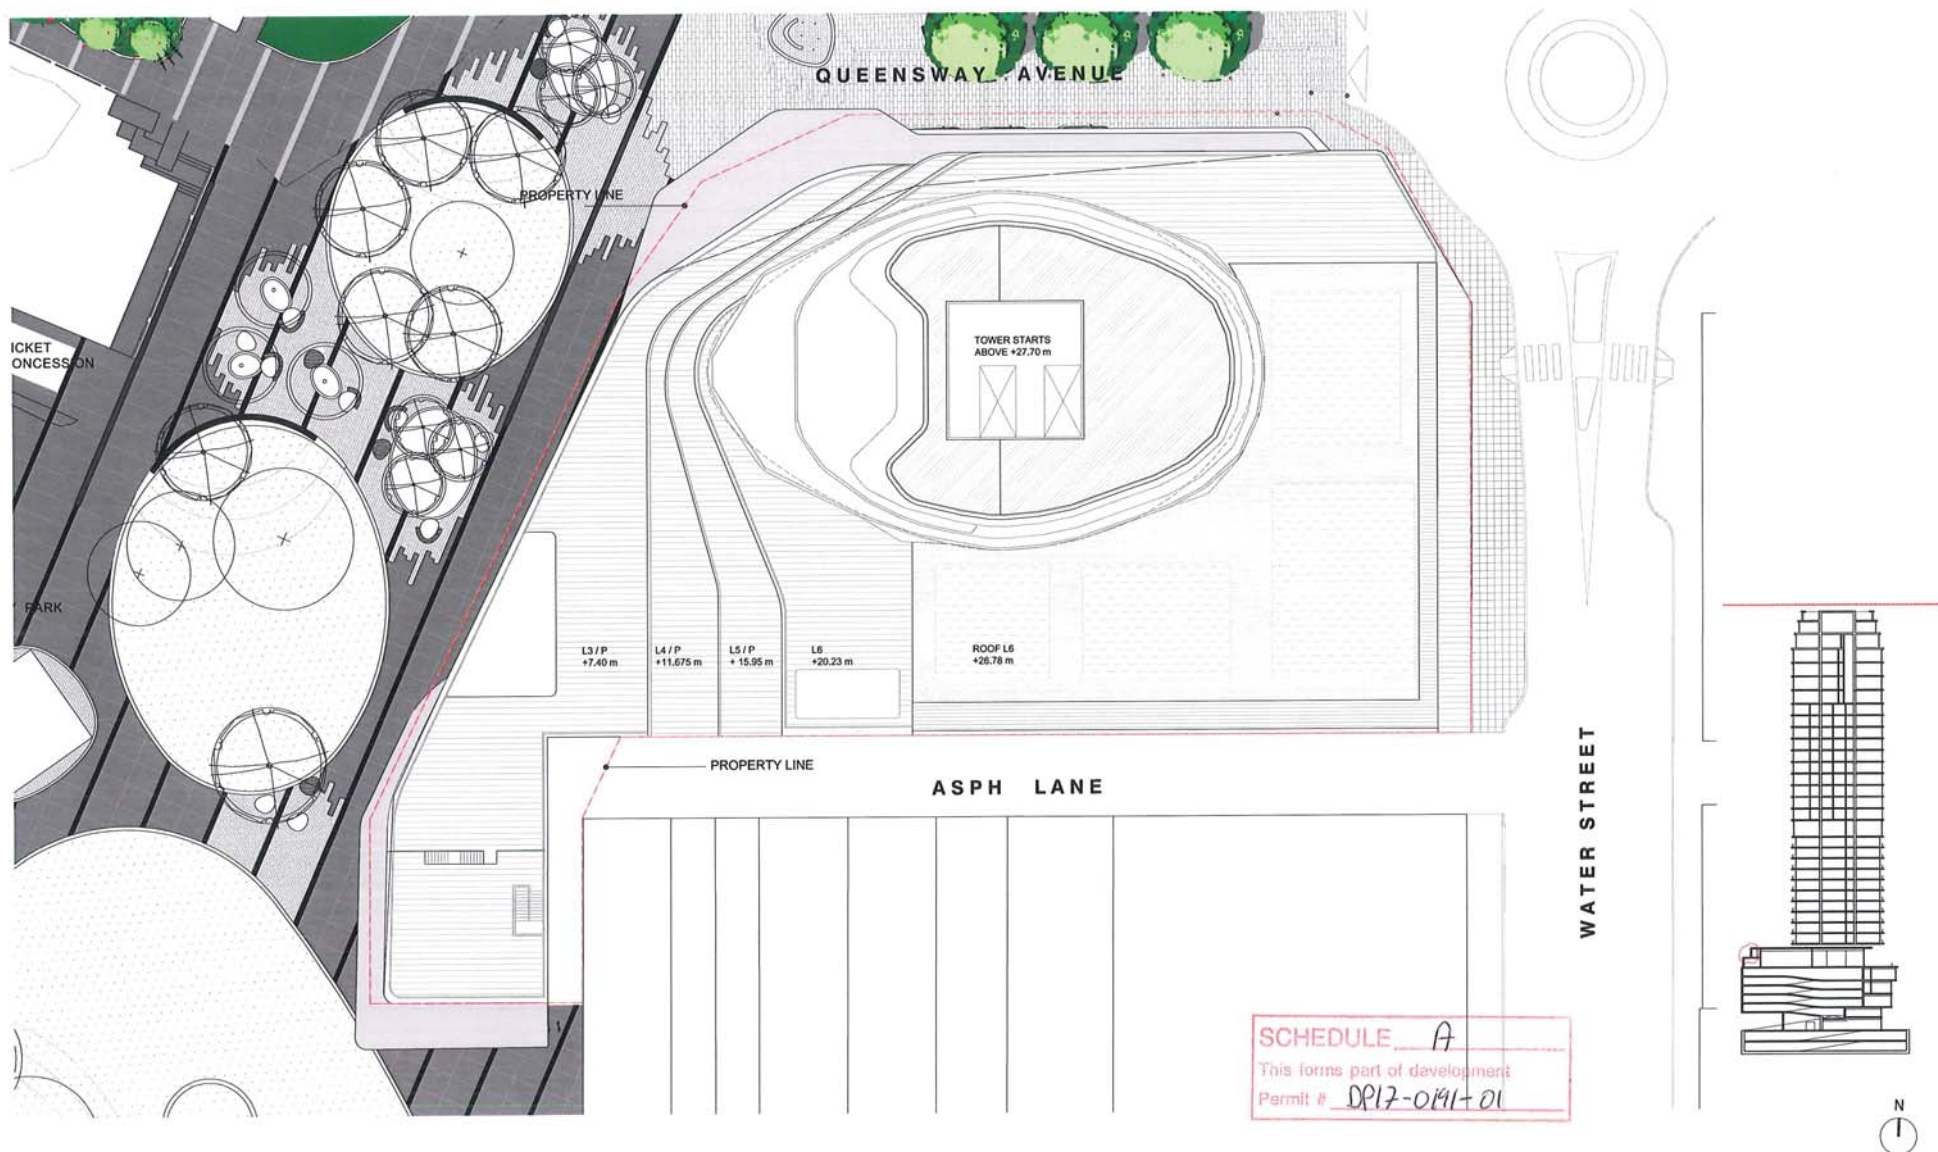 QUEENSWAY AVENUE
PROPERTY LINE
TOWER STARTS
ABOVE +27.70 m
ICKET
ONCESSION
PARK
L3 / P
+7.40 m
L4 / P
+11.675 m
L5 / P
+ 15.95 m
L6
+20.23 m
ROOF L6
+26.78 m
PROPERTY LINE
ASPH LANE
WATER STREET
SCHEDULE A
This forms part of development
Permit # DP17-0191-01
N